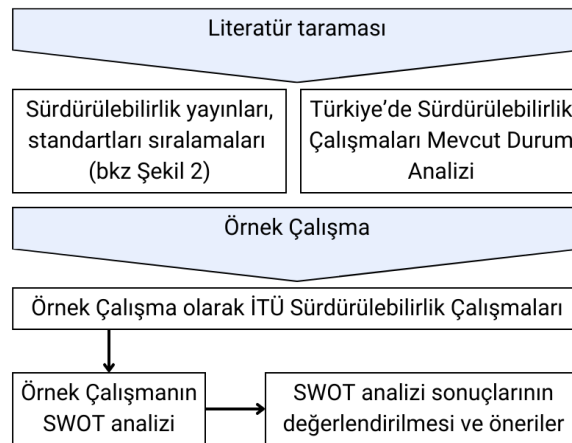 Literatür taraması
Sürdürülebilirlik yayınları,
standartları sıralamaları
(bkz Şekil 2)
Türkiye’de Sürdürülebilirlik
Çalışmaları Mevcut Durum
Analizi
Örnek Çalışma
Örnek Çalışma olarak İTÜ Sürdürülebilirlik Çalışmaları
Örnek Çalışmanın
SWOT analizi
SWOT analizi sonuçlarının
değerlendirilmesi ve öneriler